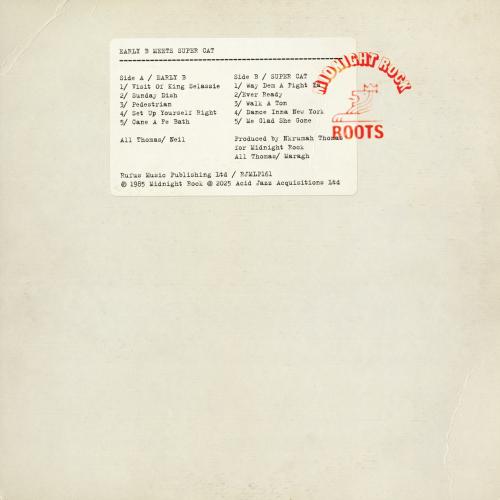 EARLY B MEETS SUPER CAT
Side A / EARLY B
1/ Visit Of King Selassie
2/ Sunday Dish
3/ Pedestrian
4/ Set Up Yourself Right
5/ Cane A Fe Bath
All Thomas/ Neil
Side B / SUPER CAT
1/ Way Dem A Fight Fa
2/Ever Ready
3/ Walk A Ton
4/ Dance Inna New York
5/ Me Glad She Gone
Produced by Nkrumah Thomas
for Midnight Rock
All Thomas/ Maragh
Rufus Music Publishing Ltd / RJMLP161
© 1985 Midnight Rock @ 2025 Acid Jazz Acquisitions Ltd
MIDNIGHT ROCK
ROOTS